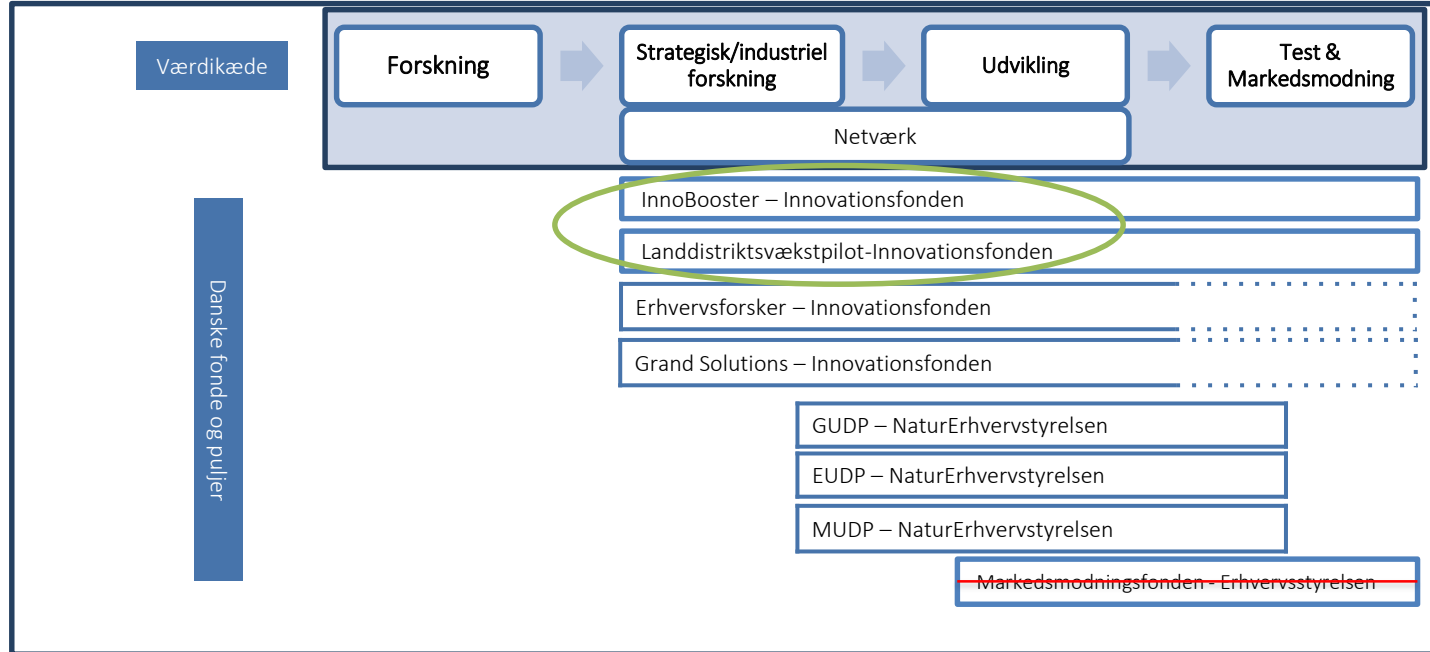 Værdikæde
Forskning
Strategisk/industriel
forskning
Udvikling
Test &
Markedsmodning
Netværk
Danske fonde og puljer
InnoBooster – Innovationsfonden
Landdistriktsvækstpilot-Innovationsfonden
Erhvervsforsker – Innovationsfonden
Grand Solutions – Innovationsfonden
GUDP – NaturErhvervstyrelsen
EUDP – NaturErhvervstyrelsen
MUDP – NaturErhvervstyrelsen
Markedsmodningsfonden - Erhvervsstyrelsen